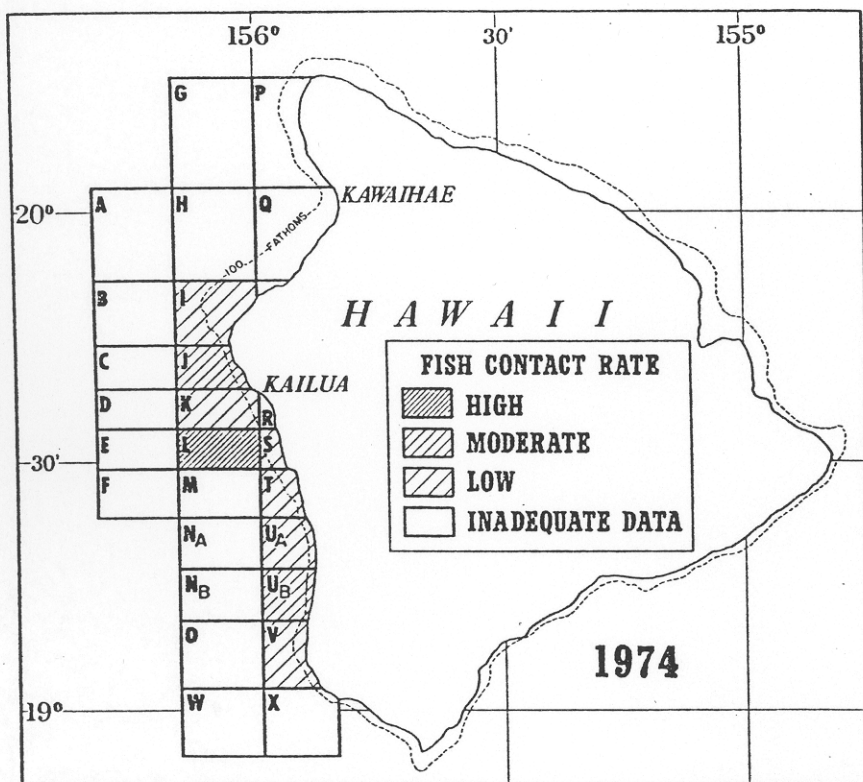 156° 30' 155°
G P
KAWAIHAE
20° A H Q
100 FATHOMS
B I
HAWAII
C J
FISH CONTACT RATE
KAILUA
D K R
HIGH
E L S
MODERATE
30'
F M T
LOW
INADEQUATE DATA
NA UA
NB UB
O V
1974
19° W X